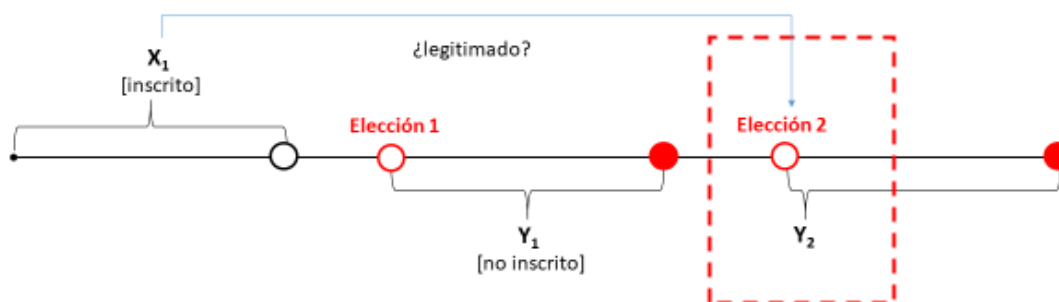 ¿legitimado?
X₁
[inscrito]
Elección 1
Elección 2
Y₁
[no inscrito]
Y₂